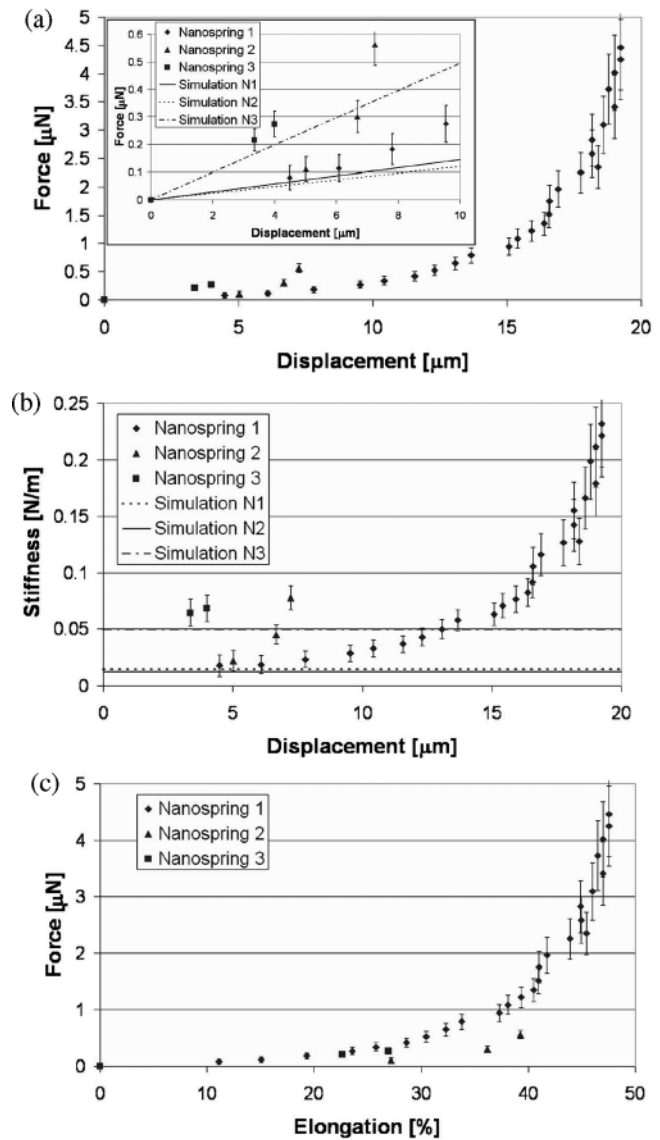 (a)
Force [µN]
5
4.5
4
3.5
3
2.5
2
1.5
1
0.5
0
0 5 10 15 20
Displacement [µm]
Nanospring 1
Nanospring 2
Nanospring 3
Simulation N1
Simulation N2
Simulation N3
Force [µN]
0.6
0.5
0.4
0.3
0.2
0.1
0
0 2 4 6 8 10
Displacement [µm]
(b)
Stiffness [N/m]
0.25
0.2
0.15
0.1
0.05
0
0 5 10 15 20
Displacement [µm]
Nanospring 1
Nanospring 2
Nanospring 3
Simulation N1
Simulation N2
Simulation N3
(c)
Force [µN]
5
4
3
2
1
0
0 10 20 30 40 50
Elongation [%]
Nanospring 1
Nanospring 2
Nanospring 3